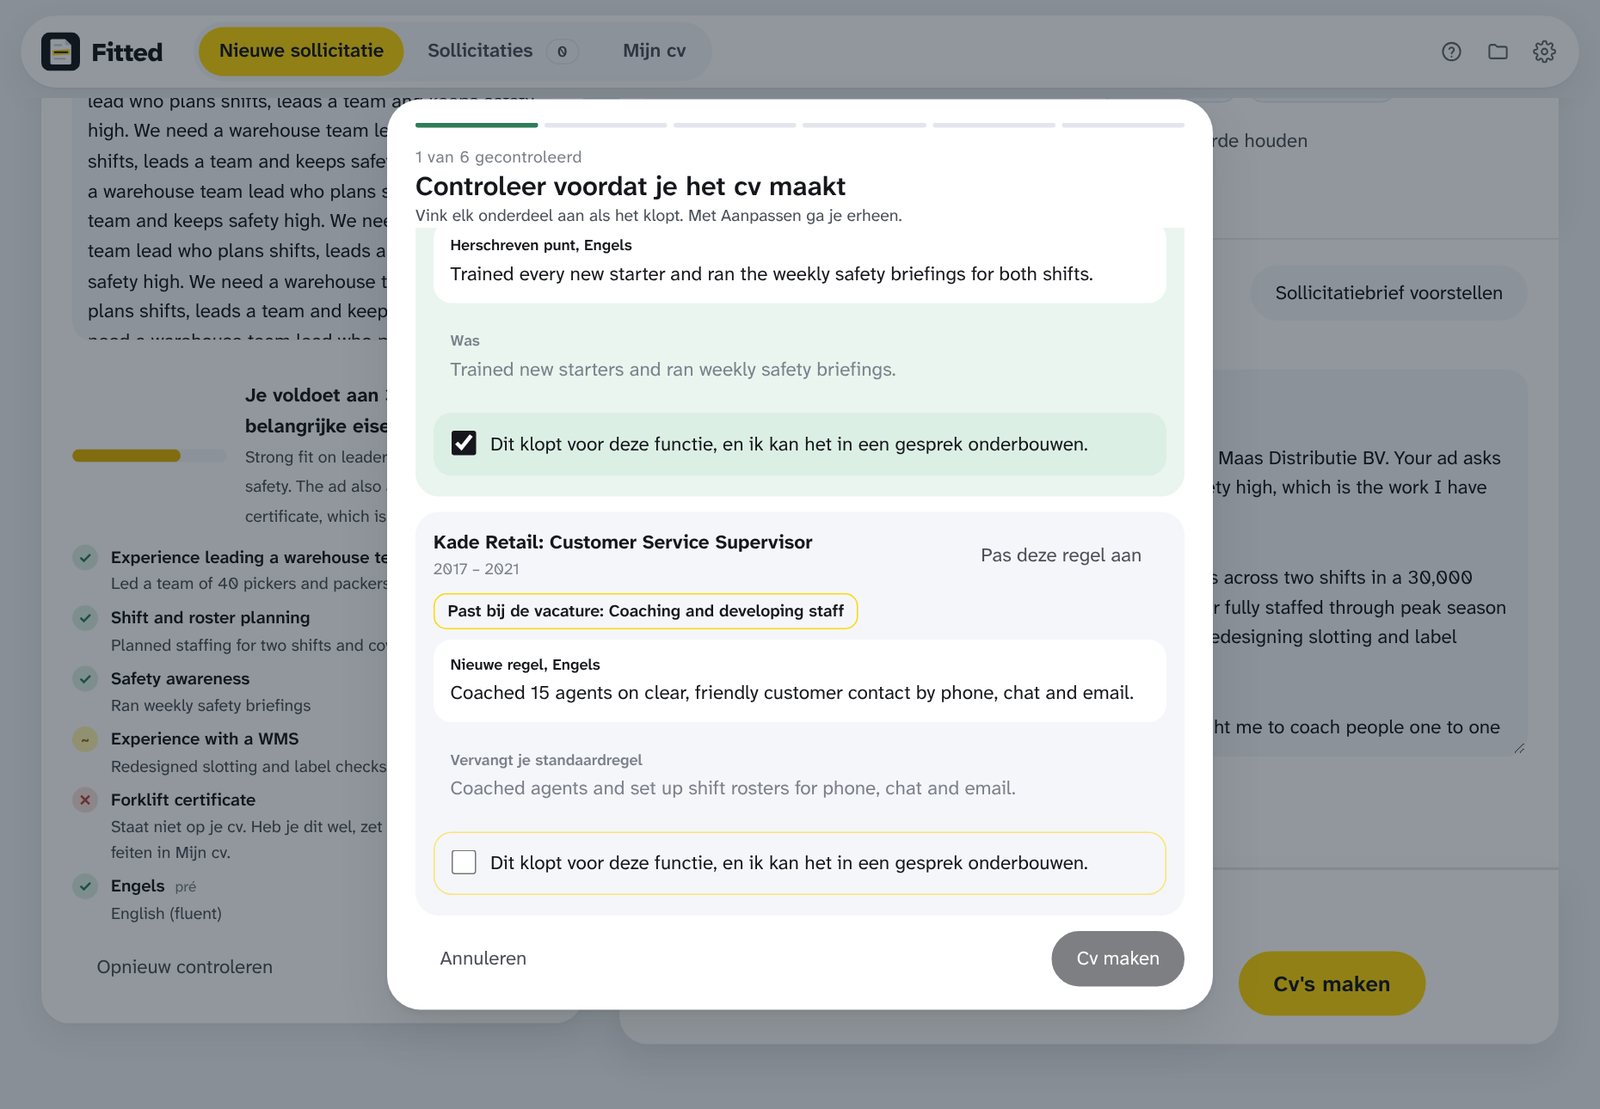 Fitted
Nieuwe sollicitatie
Sollicitaties 0
Mijn cv
lead who plans shifts, leads a team and keeps safety
high. We need a warehouse team le
shifts, leads a team and keeps safe
a warehouse team lead who plans s
team and keeps safety high. We nee
team lead who plans shifts, leads a
safety high. We need a warehouse t
plans shifts, leads a team and keep
need a warehouse team lead who p
Je voldoet aan
belangrijke eise
Strong fit on leader
safety. The ad also
certificate, which is
Experience leading a warehouse te
Led a team of 40 pickers and packers
Shift and roster planning
Planned staffing for two shifts and co
Safety awareness
Ran weekly safety briefings
~
Experience with a WMS
Redesigned slotting and label checks
Forklift certificate
Staat niet op je cv. Heb je dit wel, zet
feiten in Mijn cv.
Engels pré
English (fluent)
Opnieuw controleren
1 van 6 gecontroleerd
Controleer voordat je het cv maakt
Vink elk onderdeel aan als het klopt. Met Aanpassen ga je erheen.
Herschreven punt, Engels
Trained every new starter and ran the weekly safety briefings for both shifts.
Was
Trained new starters and ran weekly safety briefings.
Dit klopt voor deze functie, en ik kan het in een gesprek onderbouwen.
Kade Retail: Customer Service Supervisor
2017 – 2021
Pas deze regel aan
Past bij de vacature: Coaching and developing staff
Nieuwe regel, Engels
Coached 15 agents on clear, friendly customer contact by phone, chat and email.
Vervangt je standaardregel
Coached agents and set up shift rosters for phone, chat and email.
Dit klopt voor deze functie, en ik kan het in een gesprek onderbouwen.
Annuleren
Cv maken
rde houden
Sollicitatiebrief voorstellen
Maas Distributie BV. Your ad asks
ty high, which is the work I have
s across two shifts in a 30,000
r fully staffed through peak season
edesigning slotting and label
ht me to coach people one to one
Cv's maken